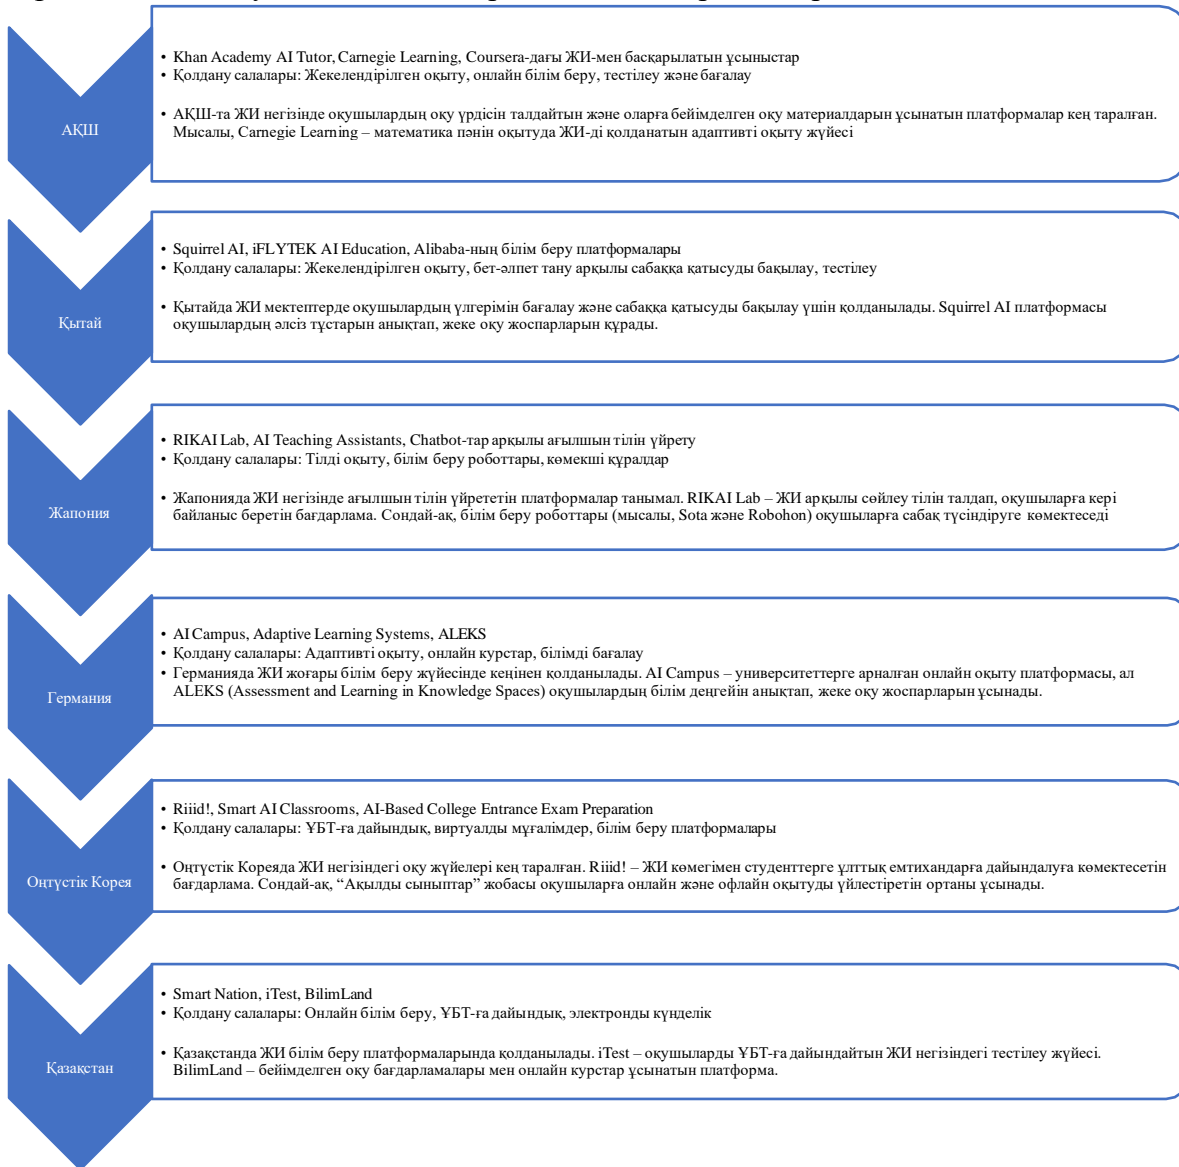 АҚШ
• Khan Academy AI Tutor, Carnegie Learning, Coursera-дағы ЖИ-мен басқарылатын ұсыныстар
• Қолдану салалары: Жекелендірілген оқыту, онлайн білім беру, тестілеу және бағалау
• АҚШ-та ЖИ негізінде оқушылардың оқу үрдісін талдайтын және оларға бейімделген оқу материалдарын ұсынатын платформалар кең таралған.
Мысалы, Carnegie Learning – математика пәнін оқытуда ЖИ-ді қолданатын адаптивті оқыту жүйесі
Қытай
• Squirrel AI, iFLYTEK AI Education, Alibaba-ның білім беру платформалары
• Қолдану салалары: Жекелендірілген оқыту, бет-әлпет тану арқылы сабаққа қатысуды бақылау, тестілеу
• Қытайда ЖИ мектептерде оқушылардың үлгерімін бағалау және сабаққа қатысуды бақылау үшін қолданылады. Squirrel AI платформасы
оқушылардың әлсіз тұстарын анықтап, жеке оқу жоспарларын құрады.
Жапония
• RIKAI Lab, AI Teaching Assistants, Chatbot-тар арқылы ағылшын тілін үйрету
• Қолдану салалары: Тілді оқыту, білім беру роботтары, көмекші құралдар
• Жапонияда ЖИ негізінде ағылшын тілін үйрететін платформалар танымал. RIKAI Lab – ЖИ арқылы сөйлеу тілін талдап, оқушыларға кері
байланыс беретін бағдарлама. Сондай-ақ, білім беру роботтары (мысалы, Sota және Robohon) оқушыларға сабақ түсіндіруге көмектеседі
Германия
• AI Campus, Adaptive Learning Systems, ALEKS
• Қолдану салалары: Адаптивті оқыту, онлайн курстар, білімді бағалау
• Германияда ЖИ жоғары білім беру жүйесінде кеңінен қолданылады. AI Campus – университеттерге арналған онлайн оқыту платформасы, ал
ALEKS (Assessment and Learning in Knowledge Spaces) оқушылардың білім деңгейін анықтап, жеке оқу жоспарларын ұсынады.
Оңтүстік Корея
• Riiid!, Smart AI Classrooms, AI-Based College Entrance Exam Preparation
• Қолдану салалары: ҰБТ-ға дайындық, виртуалды мұғалімдер, білім беру платформалары
• Оңтүстік Кореяда ЖИ негізіндегі оқу жүйелері кең таралған. Riiid! – ЖИ көмегімен студенттерге ұлттық емтихандарға дайындалуға көмектесетін
бағдарлама. Сондай-ақ, “Ақылды сыныптар” жобасы оқушыларға онлайн және офлайн оқытуды үйлестіретін ортаны ұсынады.
Қазақстан
• Smart Nation, iTest, BilimLand
• Қолдану салалары: Онлайн білім беру, ҰБТ-ға дайындық, электронды күнделік
• Қазақстанда ЖИ білім беру платформаларында қолданылады. iTest – оқушыларды ҰБТ-ға дайындайтын ЖИ негізіндегі тестілеу жүйесі.
BilimLand – бейімделген оқу бағдарламалары мен онлайн курстар ұсынатын платформа.